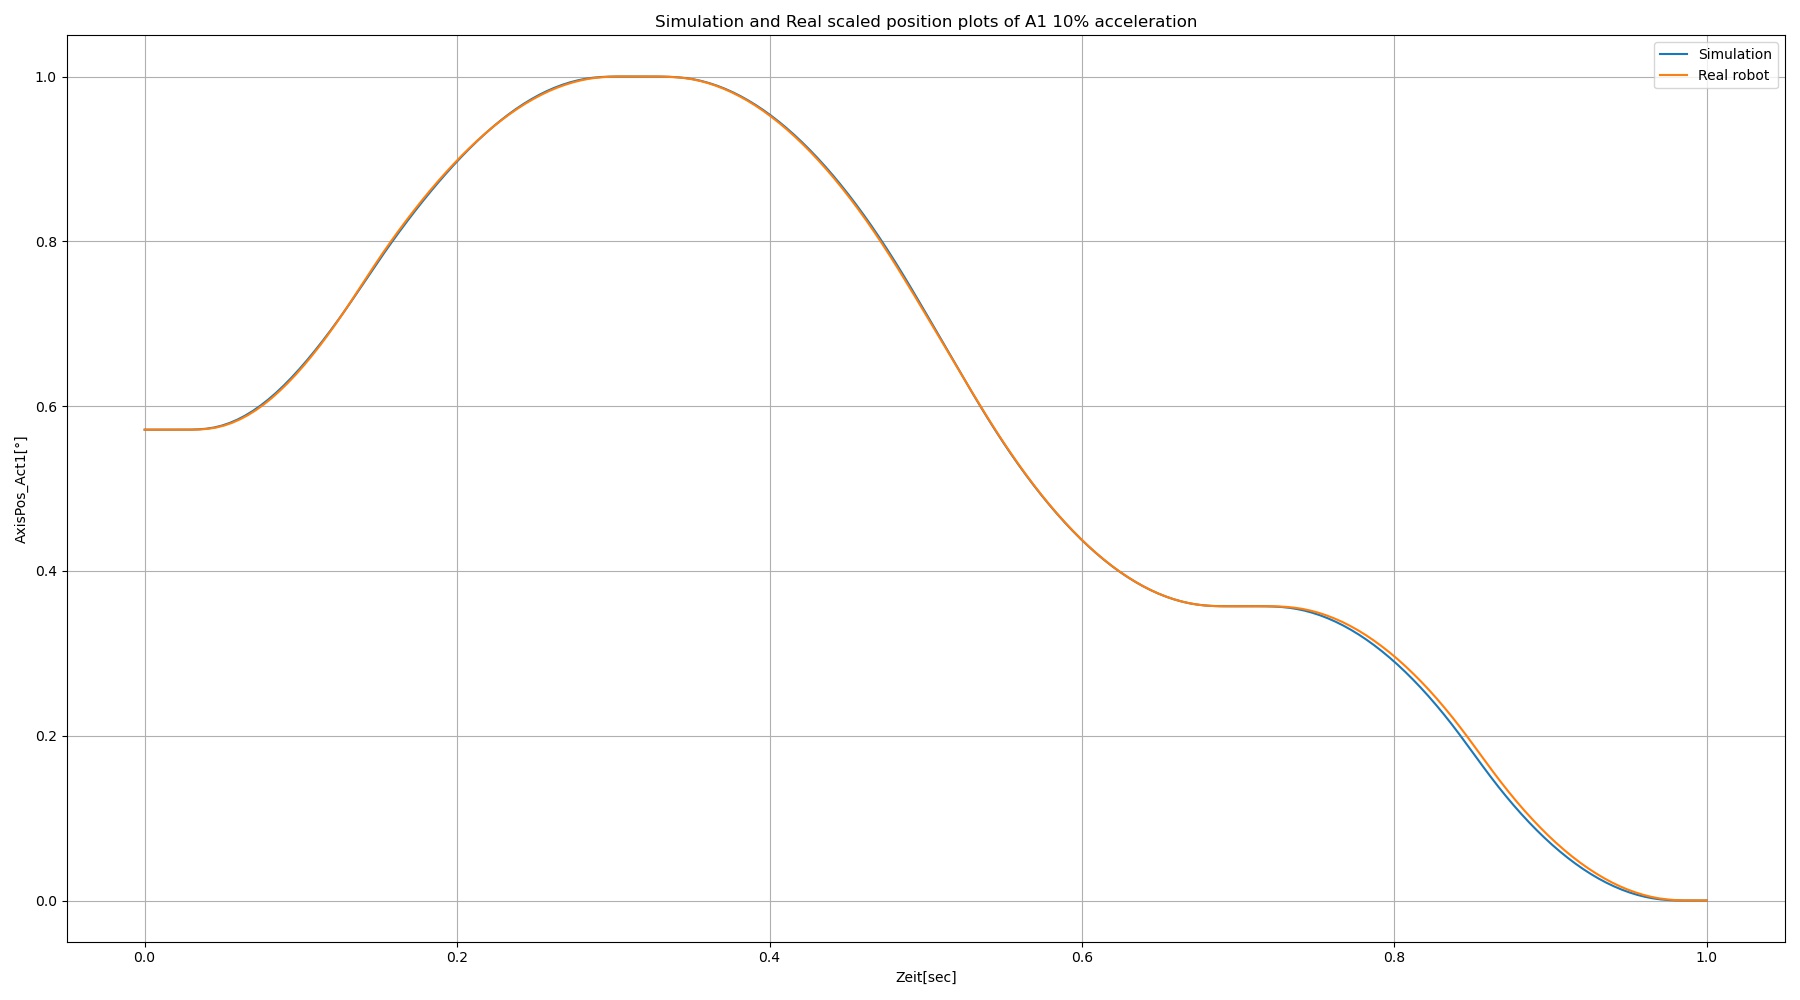 Simulation and Real scaled position plots of A1 10% acceleration
Simulation
Real robot
1.0
0.8
0.6
0.4
0.2
0.0
AxisPos_Act1[°]
0.0 0.2 0.4 0.6 0.8 1.0
Zeit[sec]